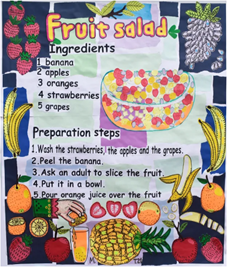 Fruit salad
Ingredients
1 banana
2 apples
3 oranges
4 strawberries
5 grapes
Preparation steps
1.Wash the strawberries, the apples and the grapes.
2.Peel the banana.
3.Ask an adult to slice the fruit.
4.Put it in a bowl.
5.Pour orange juice over the fruit.